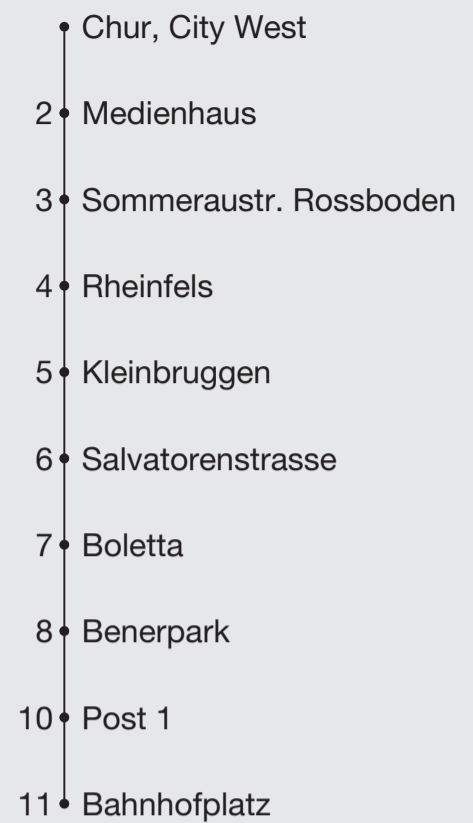 Chur, City West
2 Medienhaus
3 Sommeraustr. Rossboden
4 Rheinfels
5 Kleinbruggen
6 Salvatorenstrasse
7 Boletta
8 Benerpark
10 Post 1
11 Bahnhofplatz